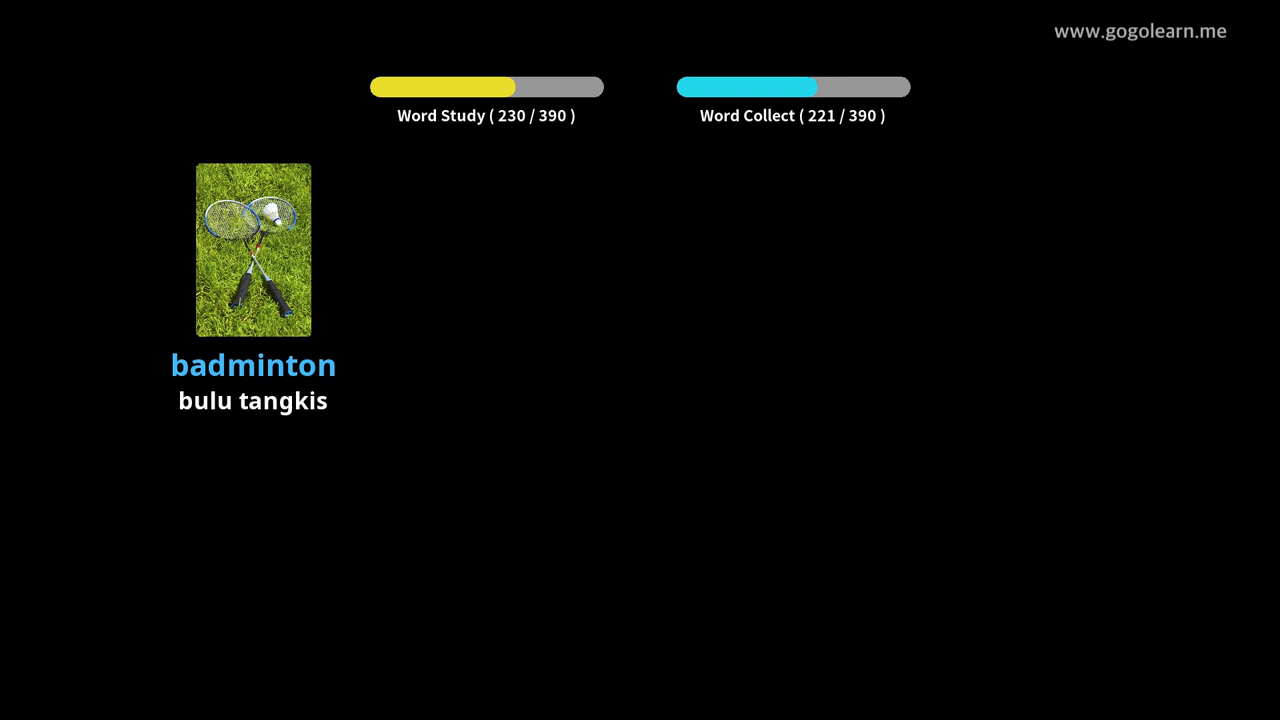 www.gogolearn.me
Word Study ( 230 / 390 )
Word Collect ( 221 / 390 )
badminton
bulu tangkis